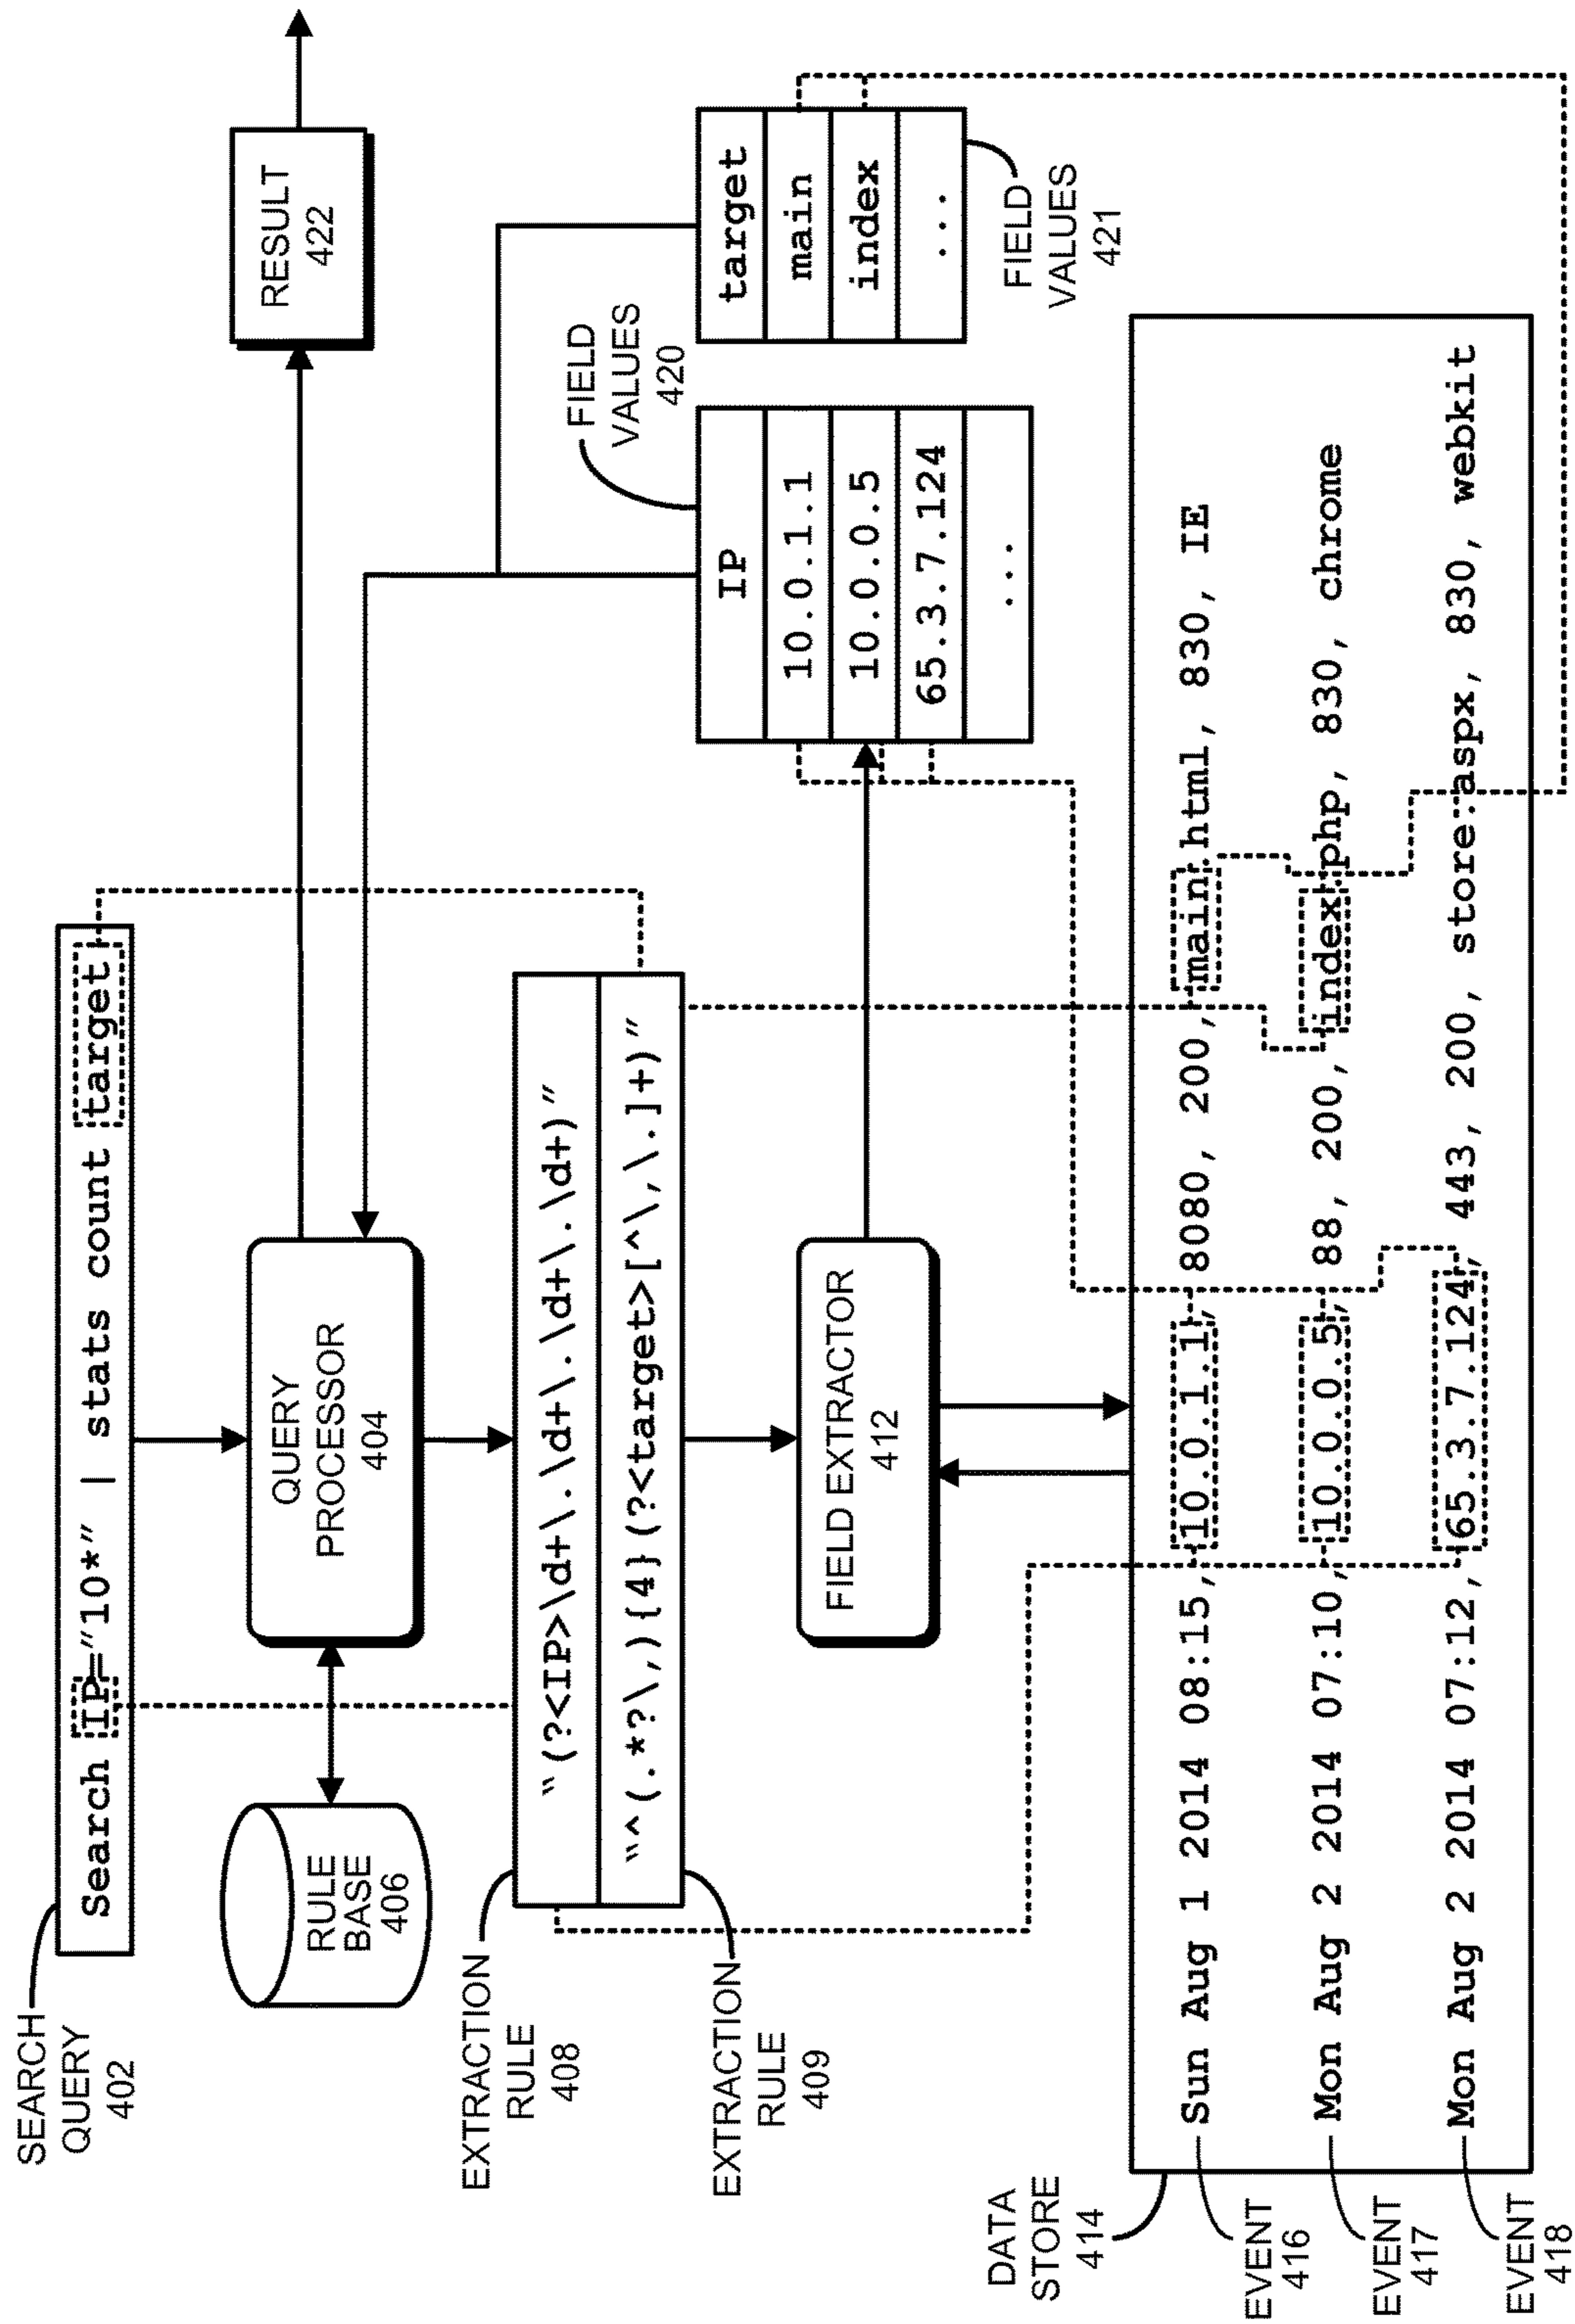 SEARCH
QUERY
402
Search IP="10*" | stats count target
RULE
BASE
406
QUERY
PROCESSOR
404
RESULT
422
EXTRACTION
RULE
408
"(?<IP>\d+\.\d+\.\d+\.\d+)"
"^(.*?\,){4}(?<target>[^\,\.]+)"
EXTRACTION
RULE
409
FIELD EXTRACTOR
412
FIELD
VALUES
420
IP
10.0.1.1
10.0.0.5
65.3.7.124
...
target
main
index
...
FIELD
VALUES
421
DATA
STORE
414
EVENT
416
Sun Aug 1 2014 08:15,10.0.1.1, 8080, 200,main.html, 830, IE
EVENT
417
Mon Aug 2 2014 07:10,10.0.0.5, 88, 200,index.php, 830, chrome
EVENT
418
Mon Aug 2 2014 07:12,65.3.7.124, 443, 200, store.aspx, 830, webkit